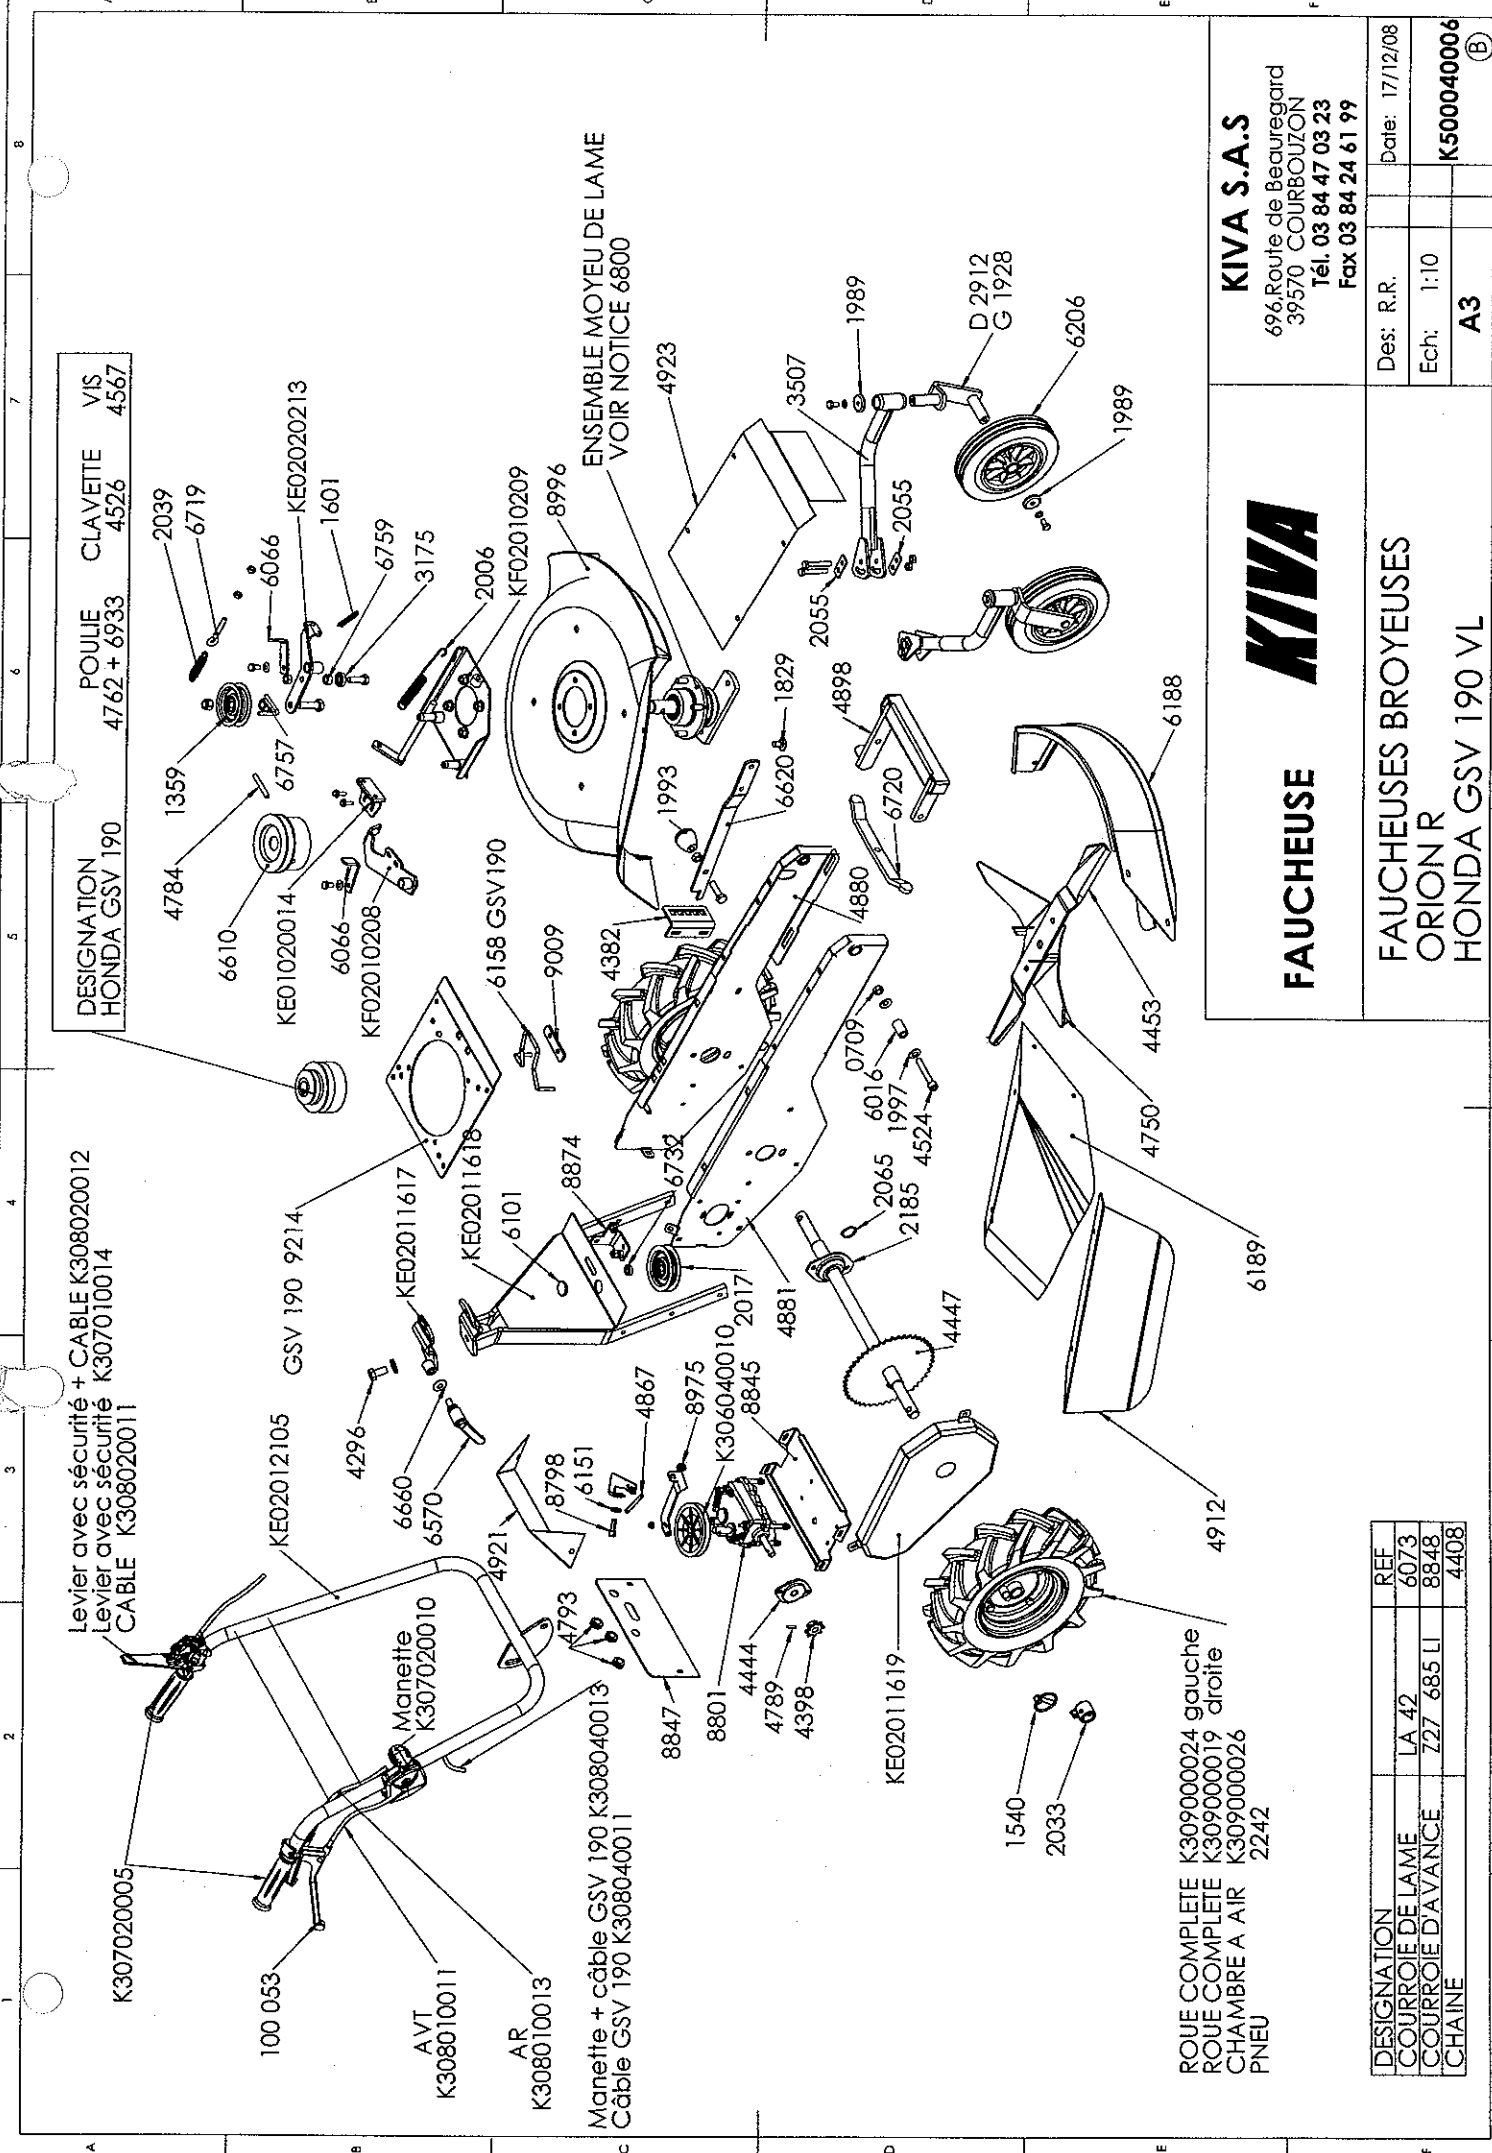 Levier avec sécurité + CABLE K308020012
Levier avec sécurité K307010014
CABLE K308020011
K307020005
100 053
AVT
K308010011
AR
K308010013
Manette + câble GSV 190 K308040013
Câble GSV 190 K308040011
Manette
K307020010
KE02012105
GSV 190 9214
4296
6660
6570
KE02011617
KE02011618
6101
8874
6732
2017
4921
8798
6151
4867
8975
K306040010
8845
4793
8847
8801
4444
4789
4398
KE02011619
1540
2033
4881
2065
2185
4447
4912
6189
DESIGNATION POULIE CLAVETTE VIS
HONDA GSV 190 4762 + 6933 4526 4567
2039
6719
6066
KE02020213
1601
6759
3175
1359
6757
4784
6610
KE01020014
6066
KF02010208
2006
KF02010209
8996
6158 GSV190
9009
4382
1993
6620
1829
ENSEMBLE MOYEU DE LAME
VOIR NOTICE 6800
4923
3507
1989
D 2912
G 1928
6206
1989
2055
2055
4898
6720
4880
0709
6016
1997
4524
6188
4453
4750
ROUE COMPLETE K309000024 gauche
ROUE COMPLETE K309000019 droite
CHAMBRE A AIR K309000026
PNEU 2242
DESIGNATION REF
COURROIE DE LAME LA 42 6073
COURROIE D'AVANCE Z27 685 LI 8848
CHAINE 4408
FAUCHEUSE
KIVA
KIVA S.A.S
696,Route de Beauregard
39570 COURBOUZON
Tél. 03 84 47 03 23
Fax 03 84 24 61 99
FAUCHEUSES BROYEUSES
ORION R
HONDA GSV 190 VL
Des: R.R.
Date: 17/12/08
Ech: 1:10
K500040006
B
A3
1
2
3
4
5
6
7
8
A
B
C
D
E
F